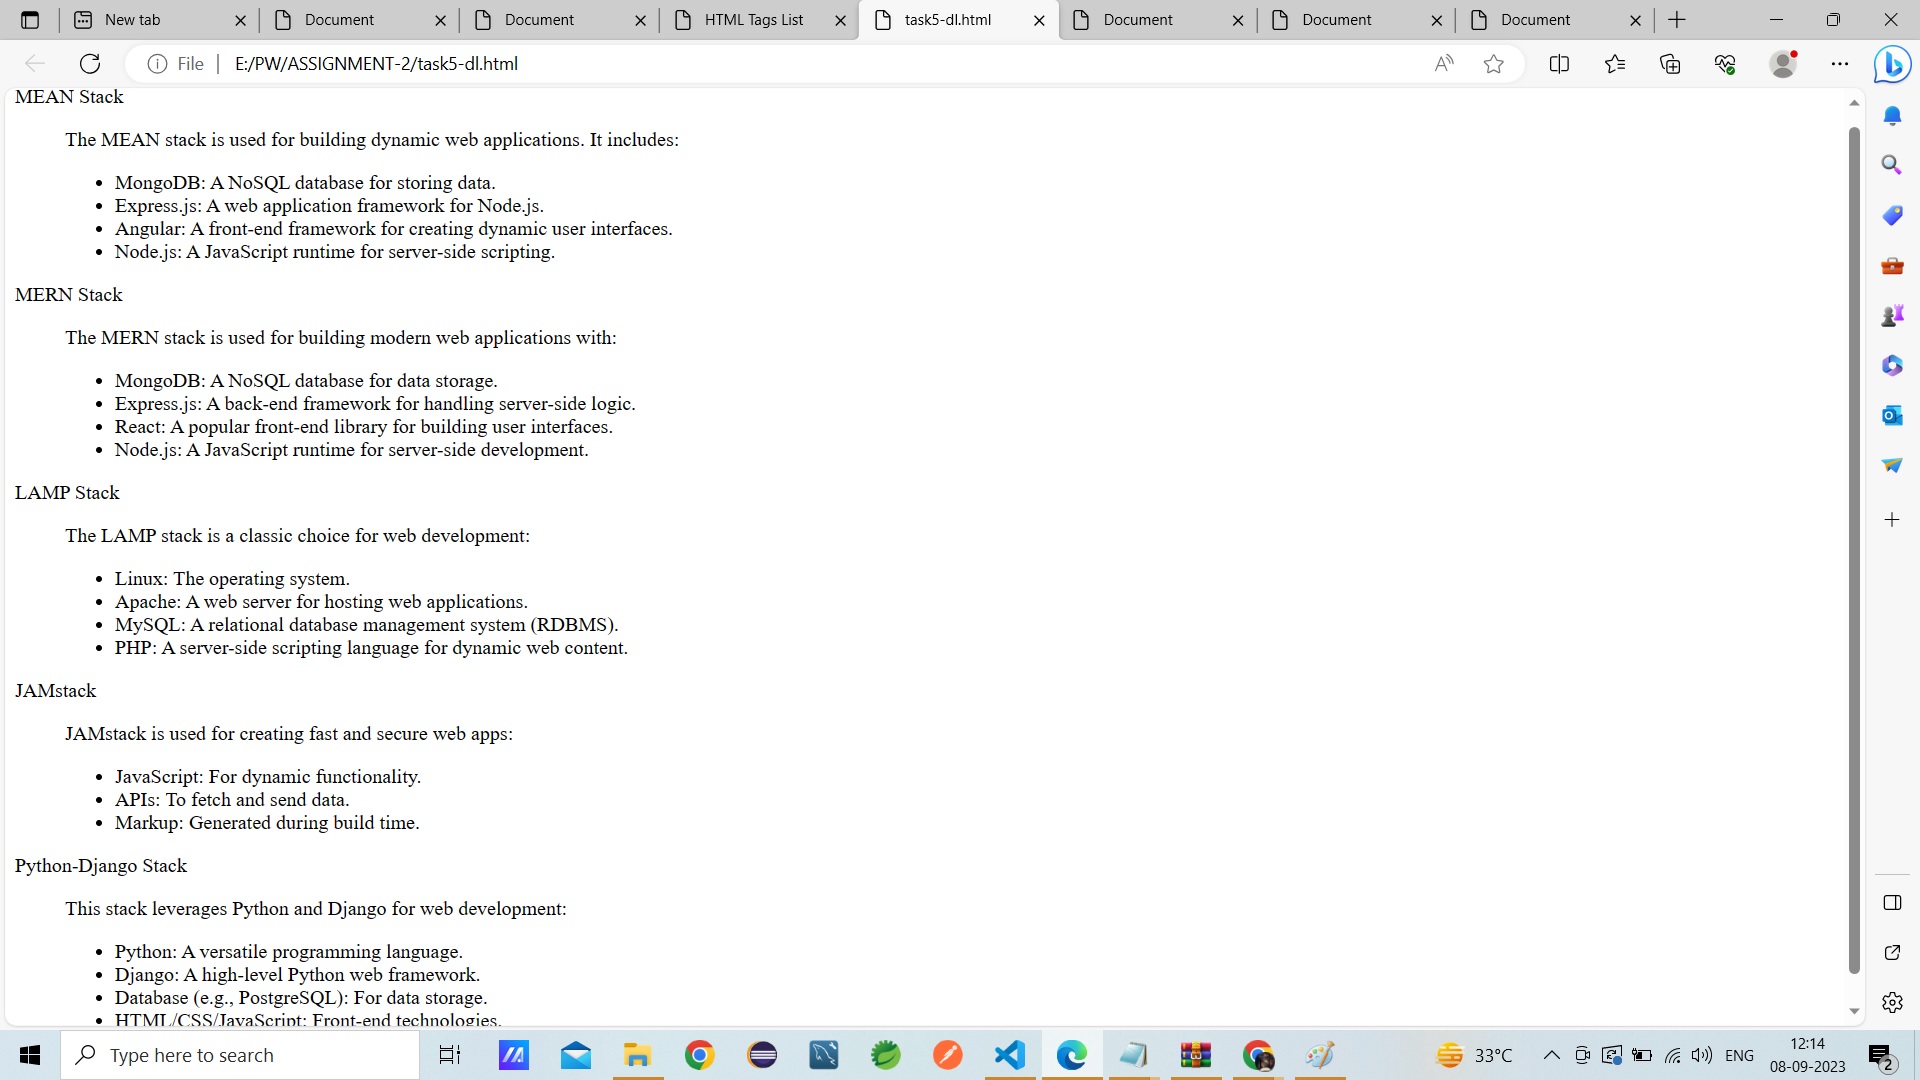 New tab
Document
Document
HTML Tags List
task5-dl.html
Document
Document
Document
File
E:/PW/ASSIGNMENT-2/task5-dl.html
MEAN Stack
The MEAN stack is used for building dynamic web applications. It includes:
• MongoDB: A NoSQL database for storing data.
• Express.js: A web application framework for Node.js.
• Angular: A front-end framework for creating dynamic user interfaces.
• Node.js: A JavaScript runtime for server-side scripting.
MERN Stack
The MERN stack is used for building modern web applications with:
• MongoDB: A NoSQL database for data storage.
• Express.js: A back-end framework for handling server-side logic.
• React: A popular front-end library for building user interfaces.
• Node.js: A JavaScript runtime for server-side development.
LAMP Stack
The LAMP stack is a classic choice for web development:
• Linux: The operating system.
• Apache: A web server for hosting web applications.
• MySQL: A relational database management system (RDBMS).
• PHP: A server-side scripting language for dynamic web content.
JAMstack
JAMstack is used for creating fast and secure web apps:
• JavaScript: For dynamic functionality.
• APIs: To fetch and send data.
• Markup: Generated during build time.
Python-Django Stack
This stack leverages Python and Django for web development:
• Python: A versatile programming language.
• Django: A high-level Python web framework.
• Database (e.g., PostgreSQL): For data storage.
• HTML/CSS/JavaScript: Front-end technologies.
Type here to search
33°C
ENG
12:14
08-09-2023
2